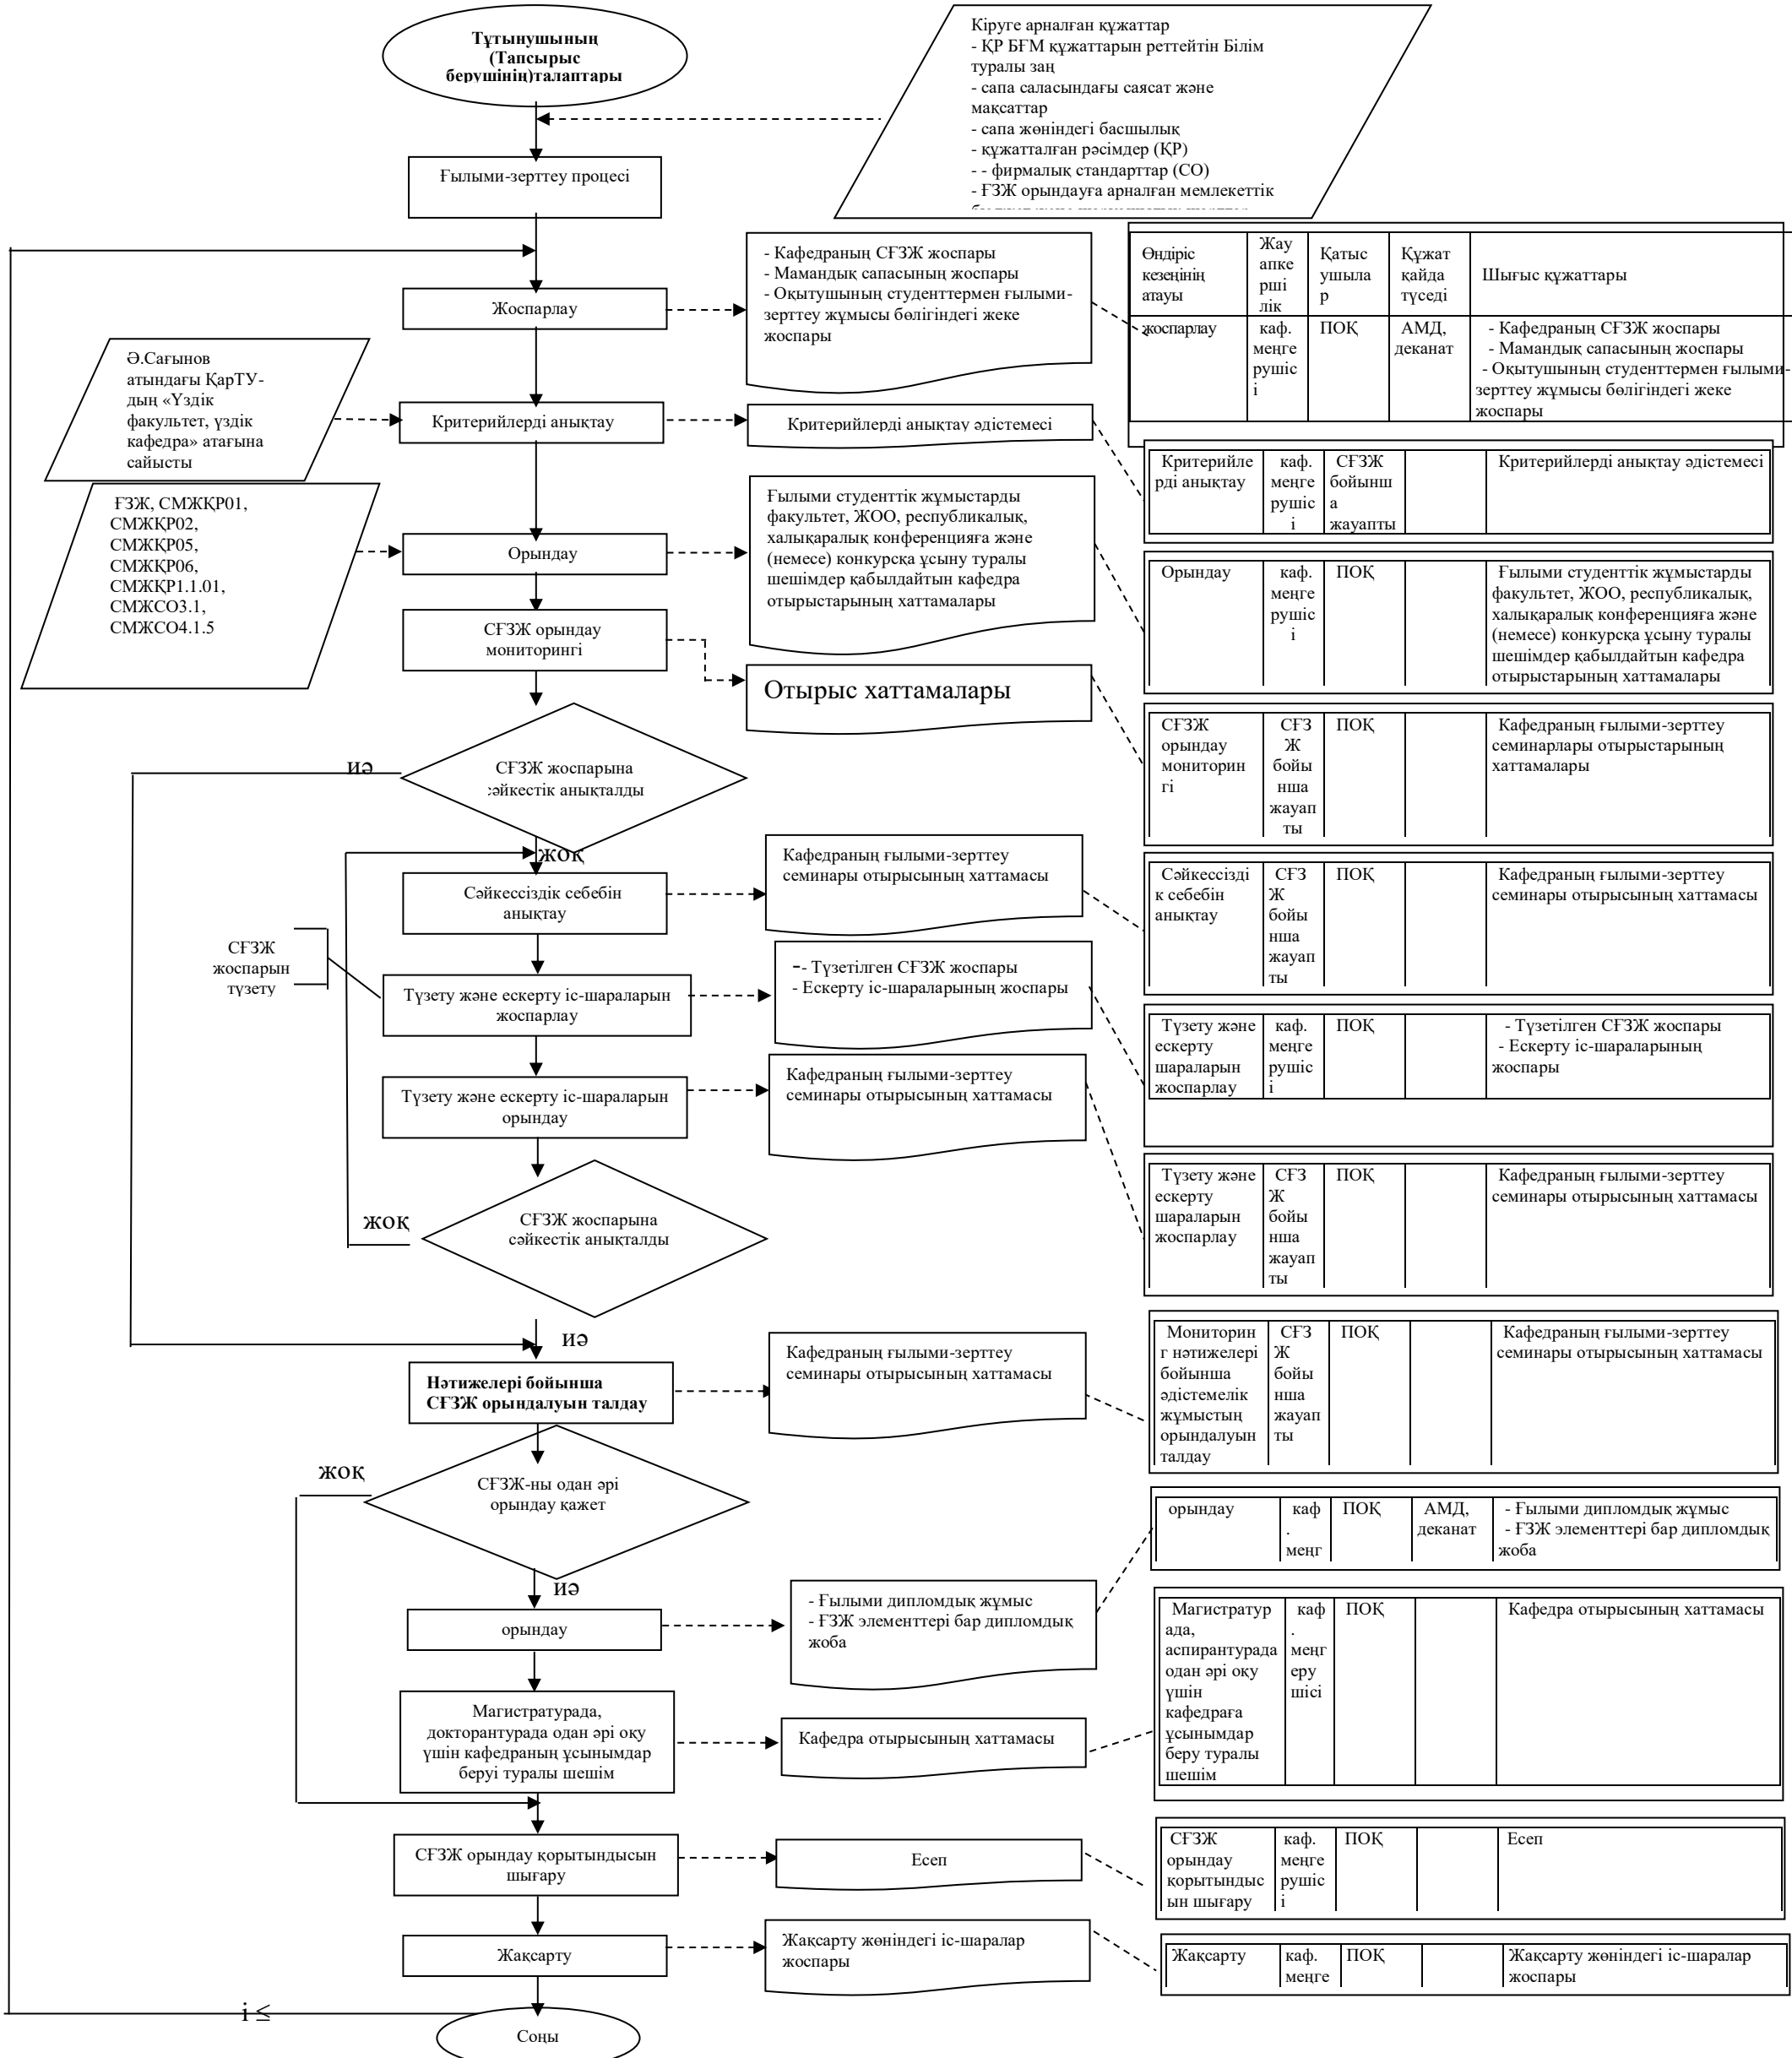 Тұтынушының
(Тапсырыс
берушінің)талаптары
Кіруге арналған құжаттар
- ҚР БҒМ құжаттарын реттейтін Білім
туралы заң
- сапа саласындағы саясат және
мақсаттар
- сапа жөніндегі басшылық
- құжатталған рәсімдер (ҚР)
- - фирмалық стандарттар (СО)
- ҒЗЖ орындауға арналған мемлекеттік
Ғылыми-зерттеу процесі
Жоспарлау
- Кафедраның СҒЗЖ жоспары
- Мамандық сапасының жоспары
- Оқытушының студенттермен ғылыми-
зерттеу жұмысы бөлігіндегі жеке
жоспары
Өндіріс
кезеңінің
атауы
Жау
апке
рші
лік
Қатыс
ушыла
р
Құжат
қайда
түседі
Шығыс құжаттары
жоспарлау
каф.
меңге
рушіс
і
ПОҚ
АМД,
деканат
- Кафедраның СҒЗЖ жоспары
- Мамандық сапасының жоспары
- Оқытушының студенттермен ғылыми-
зерттеу жұмысы бөлігіндегі жеке
жоспары
Ә.Сағынов
атындағы ҚарТУ-
дың «Үздік
факультет, үздік
кафедра» атағына
сайысты
Критерийлерді анықтау
Критерийлерді анықтау әдістемесі
Критерийле
рді анықтау
каф.
меңге
рушіс
і
СҒЗЖ
бойынш
а
жауапты
Критерийлерді анықтау әдістемесі
ҒЗЖ, СМЖҚР01,
СМЖҚР02,
СМЖҚР05,
СМЖҚР06,
СМЖҚР1.1.01,
СМЖСО3.1,
СМЖСО4.1.5
Орындау
Ғылыми студенттік жұмыстарды
факультет, ЖОО, республикалық,
халықаралық конференцияға және
(немесе) конкурсқа ұсыну туралы
шешімдер қабылдайтын кафедра
отырыстарының хаттамалары
Орындау
каф.
меңге
рушіс
і
ПОҚ
Ғылыми студенттік жұмыстарды
факультет, ЖОО, республикалық,
халықаралық конференцияға және
(немесе) конкурсқа ұсыну туралы
шешімдер қабылдайтын кафедра
отырыстарының хаттамалары
СҒЗЖ орындау
мониторингі
Отырыс хаттамалары
СҒЗЖ
орындау
мониторин
гі
СҒЗ
Ж
бойы
нша
жауап
ты
ПОҚ
Кафедраның ғылыми-зерттеу
семинарлары отырыстарының
хаттамалары
иә
СҒЗЖ жоспарына
сәйкестік анықталды
жоқ
Сәйкессіздік себебін
анықтау
Кафедраның ғылыми-зерттеу
семинары отырысының хаттамасы
Сәйкессізді
к себебін
анықтау
СҒЗ
Ж
бойы
нша
жауап
ты
ПОҚ
Кафедраның ғылыми-зерттеу
семинары отырысының хаттамасы
СҒЗЖ
жоспарын
түзету
Түзету және ескерту іс-шараларын
жоспарлау
-- Түзетілген СҒЗЖ жоспары
- Ескерту іс-шараларының жоспары
Түзету және
ескерту
шараларын
жоспарлау
каф.
меңге
рушіс
і
ПОҚ
- Түзетілген СҒЗЖ жоспары
- Ескерту іс-шараларының
жоспары
Түзету және ескерту іс-шараларын
орындау
Кафедраның ғылыми-зерттеу
семинары отырысының хаттамасы
Түзету және
ескерту
шараларын
жоспарлау
СҒЗ
Ж
бойы
нша
жауап
ты
ПОҚ
Кафедраның ғылыми-зерттеу
семинары отырысының хаттамасы
жоқ
СҒЗЖ жоспарына
сәйкестік анықталды
иә
Нәтижелері бойынша
СҒЗЖ орындалуын талдау
Кафедраның ғылыми-зерттеу
семинары отырысының хаттамасы
Мониторин
г нәтижелері
бойынша
әдістемелік
жұмыстың
орындалуын
талдау
СҒЗ
Ж
бойы
нша
жауап
ты
ПОҚ
Кафедраның ғылыми-зерттеу
семинары отырысының хаттамасы
жоқ
СҒЗЖ-ны одан әрі
орындау қажет
иә
орындау
- Ғылыми дипломдық жұмыс
- ҒЗЖ элементтері бар дипломдық
жоба
орындау
каф
.
меңг
ПОҚ
АМД,
деканат
- Ғылыми дипломдық жұмыс
- ҒЗЖ элементтері бар дипломдық
жоба
Магистратурада,
докторантурада одан әрі оқу
үшін кафедраның ұсынымдар
беруі туралы шешім
Кафедра отырысының хаттамасы
Магистратур
ада,
аспирантурада
одан әрі оқу
үшін
кафедраға
ұсынымдар
беру туралы
шешім
каф
.
меңг
еру
шісі
ПОҚ
Кафедра отырысының хаттамасы
СҒЗЖ орындау қорытындысын
шығару
Есеп
СҒЗЖ
орындау
қорытындыс
ын шығару
каф.
меңге
рушіс
і
ПОҚ
Есеп
Жақсарту
Жақсарту жөніндегі іс-шаралар
жоспары
Жақсарту
каф.
меңге
ПОҚ
Жақсарту жөніндегі іс-шаралар
жоспары
і ≤
Соңы